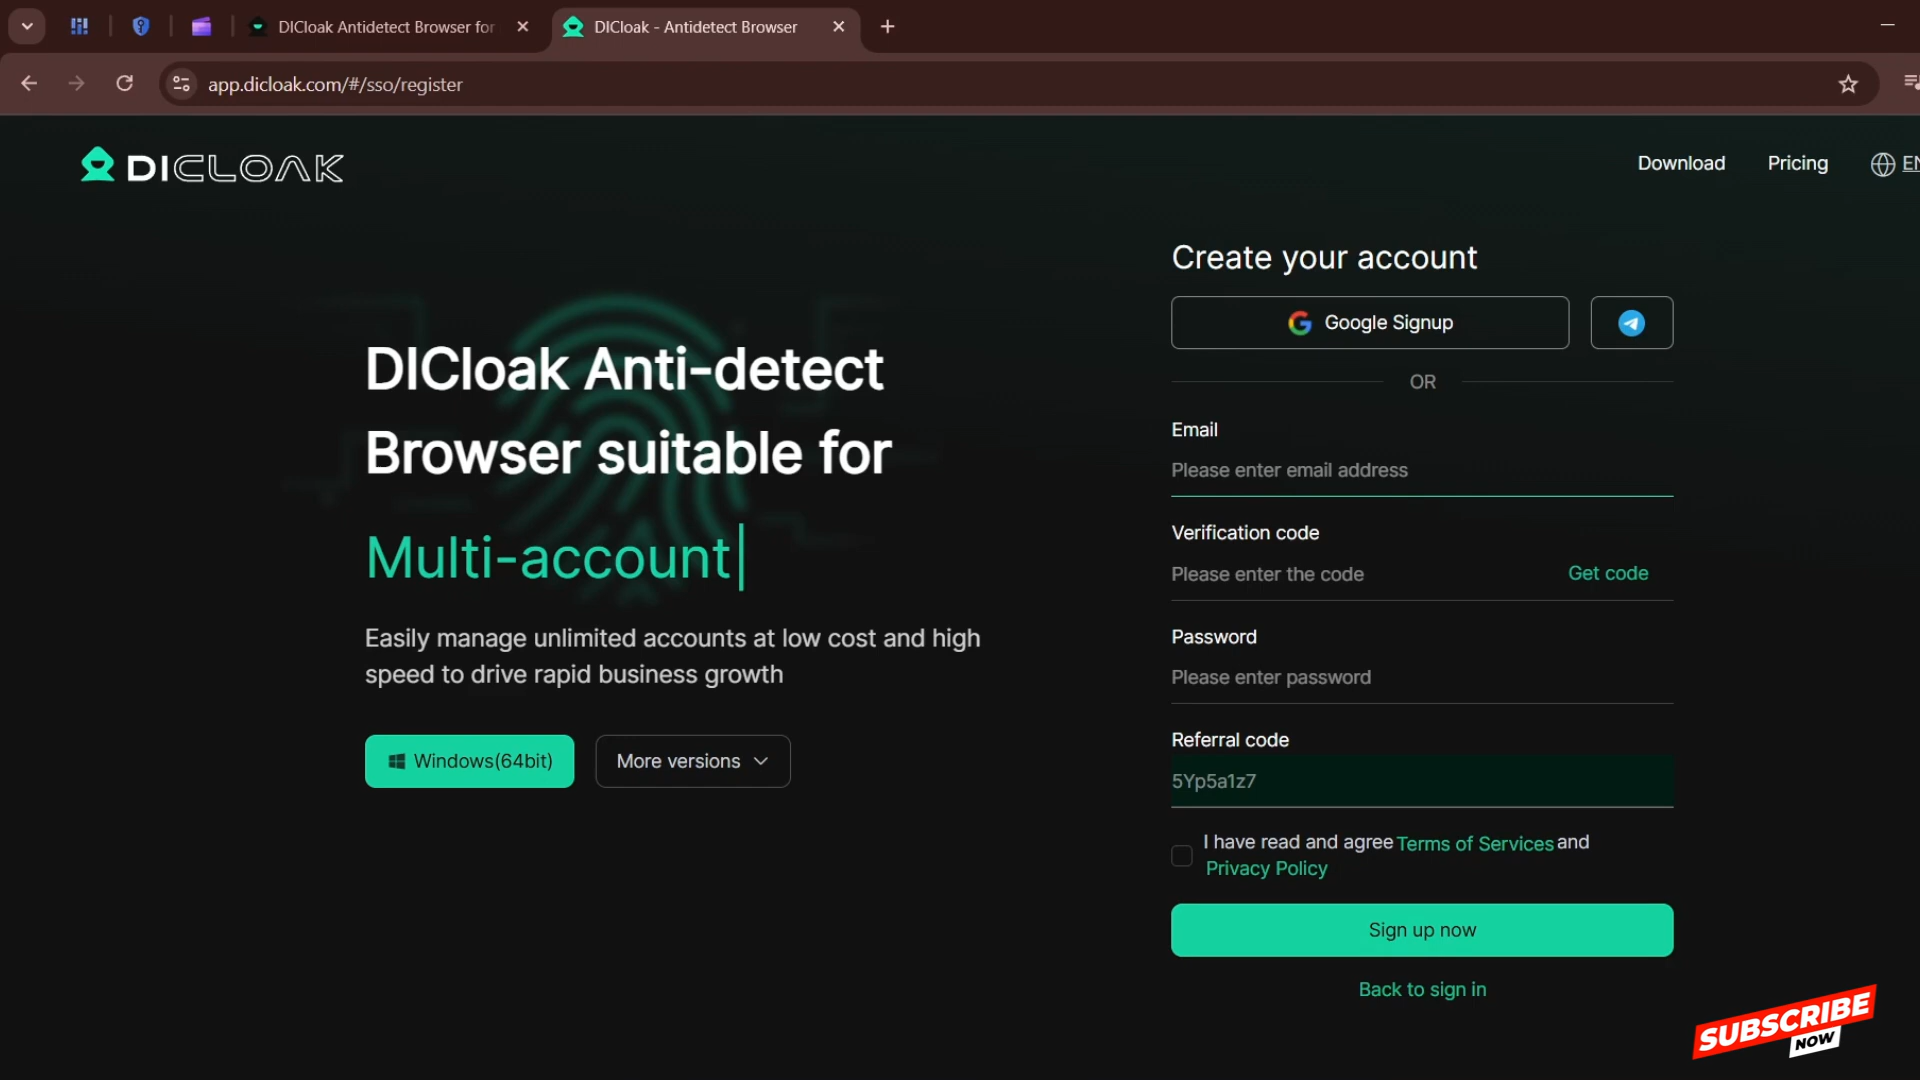 DICloak Antidetect Browser for
DICloak - Antidetect Browser
app.dicloak.com/#/sso/register
DICLOAK
Download
Pricing
EN
Create your account
Google Signup
OR
DICloak Anti-detect
Browser suitable for
Multi-account
Easily manage unlimited accounts at low cost and high
speed to drive rapid business growth
Windows(64bit)
More versions
Email
Please enter email address
Verification code
Please enter the code
Get code
Password
Please enter password
Referral code
5Yp5a1z7
I have read and agree Terms of Services and
Privacy Policy
Sign up now
Back to sign in
SUBSCRIBE
NOW